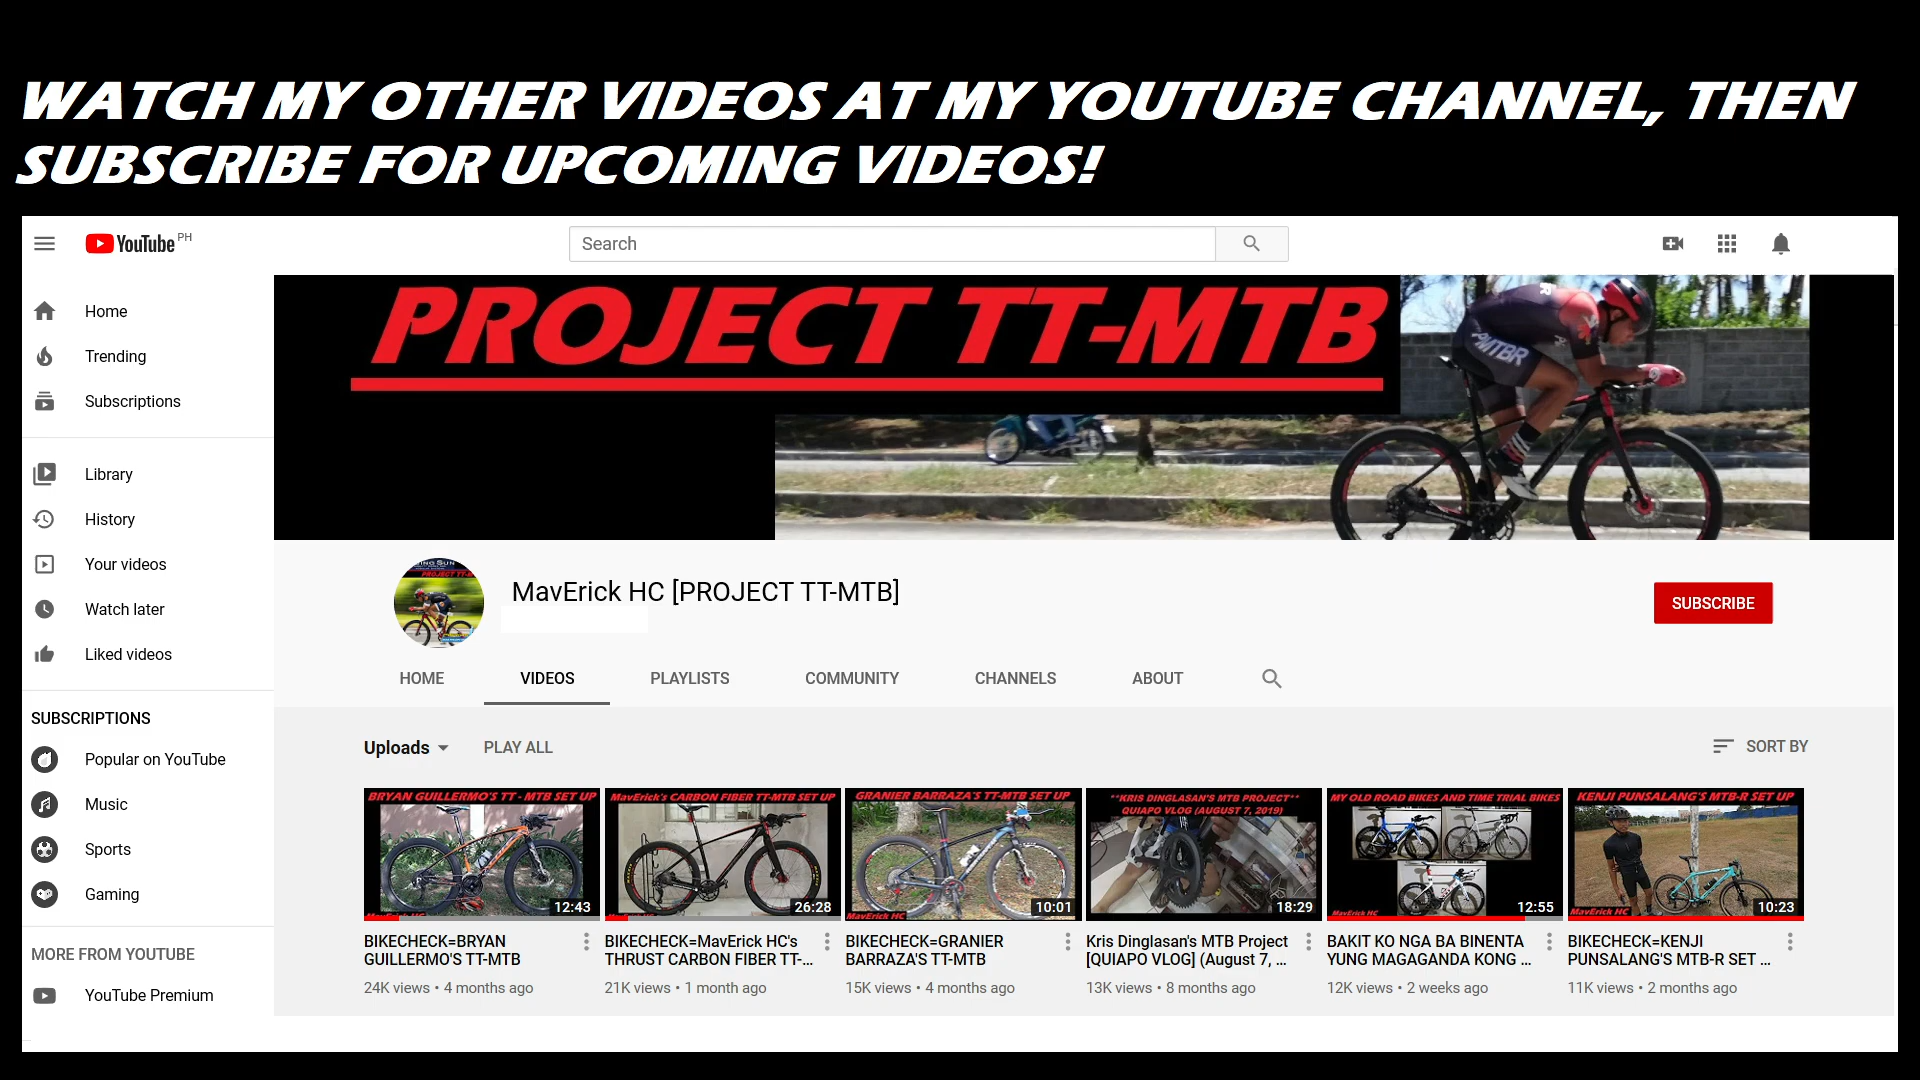 WATCH MY OTHER VIDEOS AT MY YOUTUBE CHANNEL, THEN
SUBSCRIBE FOR UPCOMING VIDEOS!
YouTube PH
Search
Home
Trending
Subscriptions
Library
History
Your videos
Watch later
Liked videos
SUBSCRIPTIONS
Popular on YouTube
Music
Sports
Gaming
MORE FROM YOUTUBE
YouTube Premium
PROJECT TT-MTB
PMTBR
MavErick HC [PROJECT TT-MTB]
SUBSCRIBE
HOME VIDEOS PLAYLISTS COMMUNITY CHANNELS ABOUT
Uploads PLAY ALL
SORT BY
BRYAN GUILLERMO'S TT - MTB SET UP
12:43
BIKECHECK=BRYAN
GUILLERMO'S TT-MTB
24K views • 4 months ago
MavErick's CARBON FIBER TT-MTB SET UP
26:28
BIKECHECK=MavErick HC's
THRUST CARBON FIBER TT-...
21K views • 1 month ago
GRANIER BARRAZA'S TT-MTB SET UP
MavErick HC
10:01
BIKECHECK=GRANIER
BARRAZA'S TT-MTB
15K views • 4 months ago
**KRIS DINGLASAN'S MTB PROJECT**
QUIAPO VLOG (AUGUST 7, 2019)
18:29
Kris Dinglasan's MTB Project
[QUIAPO VLOG] (August 7, ...
13K views • 8 months ago
MY OLD ROAD BIKES AND TIME TRIAL BIKES
MavErick HC
12:55
BAKIT KO NGA BA BINENTA
YUNG MAGAGANDA KONG ...
12K views • 2 weeks ago
KENJI PUNSALANG'S MTB-R SET UP
MavErick HC
10:23
BIKECHECK=KENJI
PUNSALANG'S MTB-R SET ...
11K views • 2 months ago